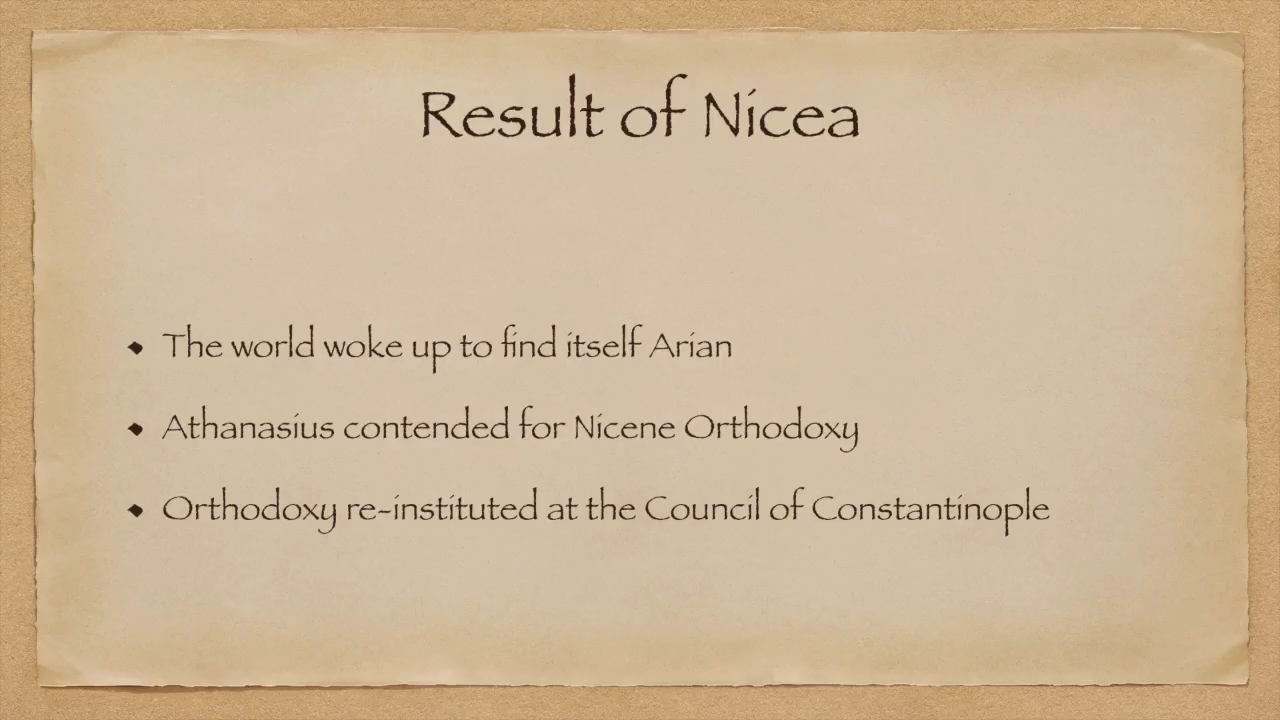 Result of Nicea
• The world woke up to find itself Arian
• Athanasius contended for Nicene Orthodoxy
• Orthodoxy re-instituted at the Council of Constantinople